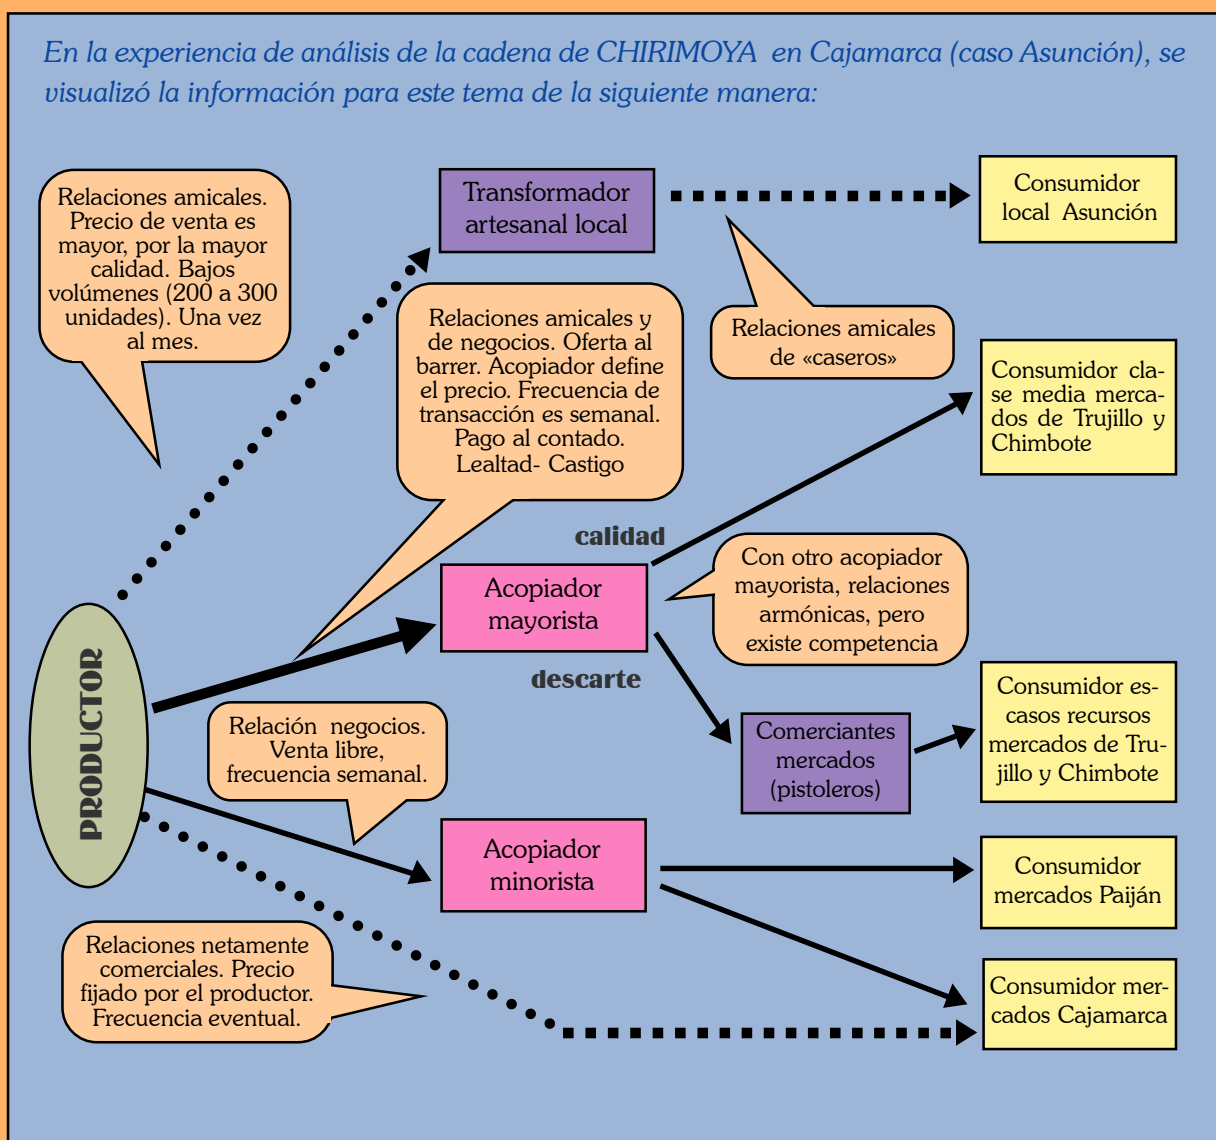 En la experiencia de análisis de la cadena de CHIRIMOYA en Cajamarca (caso Asunción), se
visualizó la información para este tema de la siguiente manera:
Relaciones amicales.
Precio de venta es
mayor, por la mayor
calidad. Bajos
volúmenes (200 a 300
unidades). Una vez
al mes.
Transformador
artesanal local
Consumidor
local Asunción
Relaciones amicales y
de negocios. Oferta al
barrer. Acopiador define
el precio. Frecuencia de
transacción es semanal.
Pago al contado.
Lealtad- Castigo
Relaciones amicales
de «caseros»
Consumidor cla-
se media merca-
dos de Trujillo y
Chimbote
calidad
Acopiador
mayorista
Con otro acopiador
mayorista, relaciones
armónicas, pero
existe competencia
descarte
PRODUCTOR
Relación negocios.
Venta libre,
frecuencia semanal.
Comerciantes
mercados
(pistoleros)
Consumidor es-
casos recursos
mercados de Tru-
jillo y Chimbote
Acopiador
minorista
Consumidor
mercados Paiján
Relaciones netamente
comerciales. Precio
fijado por el productor.
Frecuencia eventual.
Consumidor mer-
cados Cajamarca